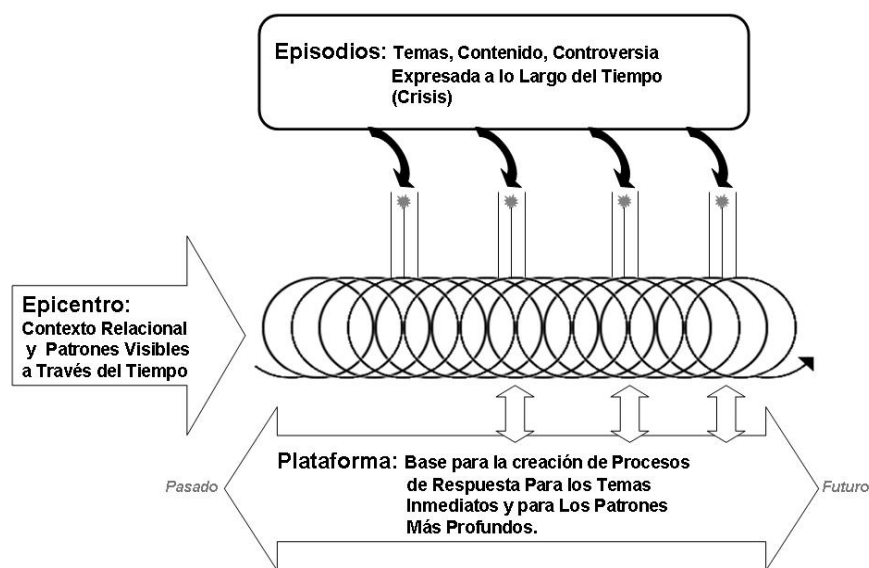 Episodios: Temas, Contenido, Controversia
Expresada a lo Largo del Tiempo
(Crisis)
Epicentro:
Contexto Relacional
y Patrones Visibles
a Través del Tiempo
Plataforma: Base para la creación de Procesos
de Respuesta Para los Temas
Inmediatos y para Los Patrones
Más Profundos.
Pasado
Futuro